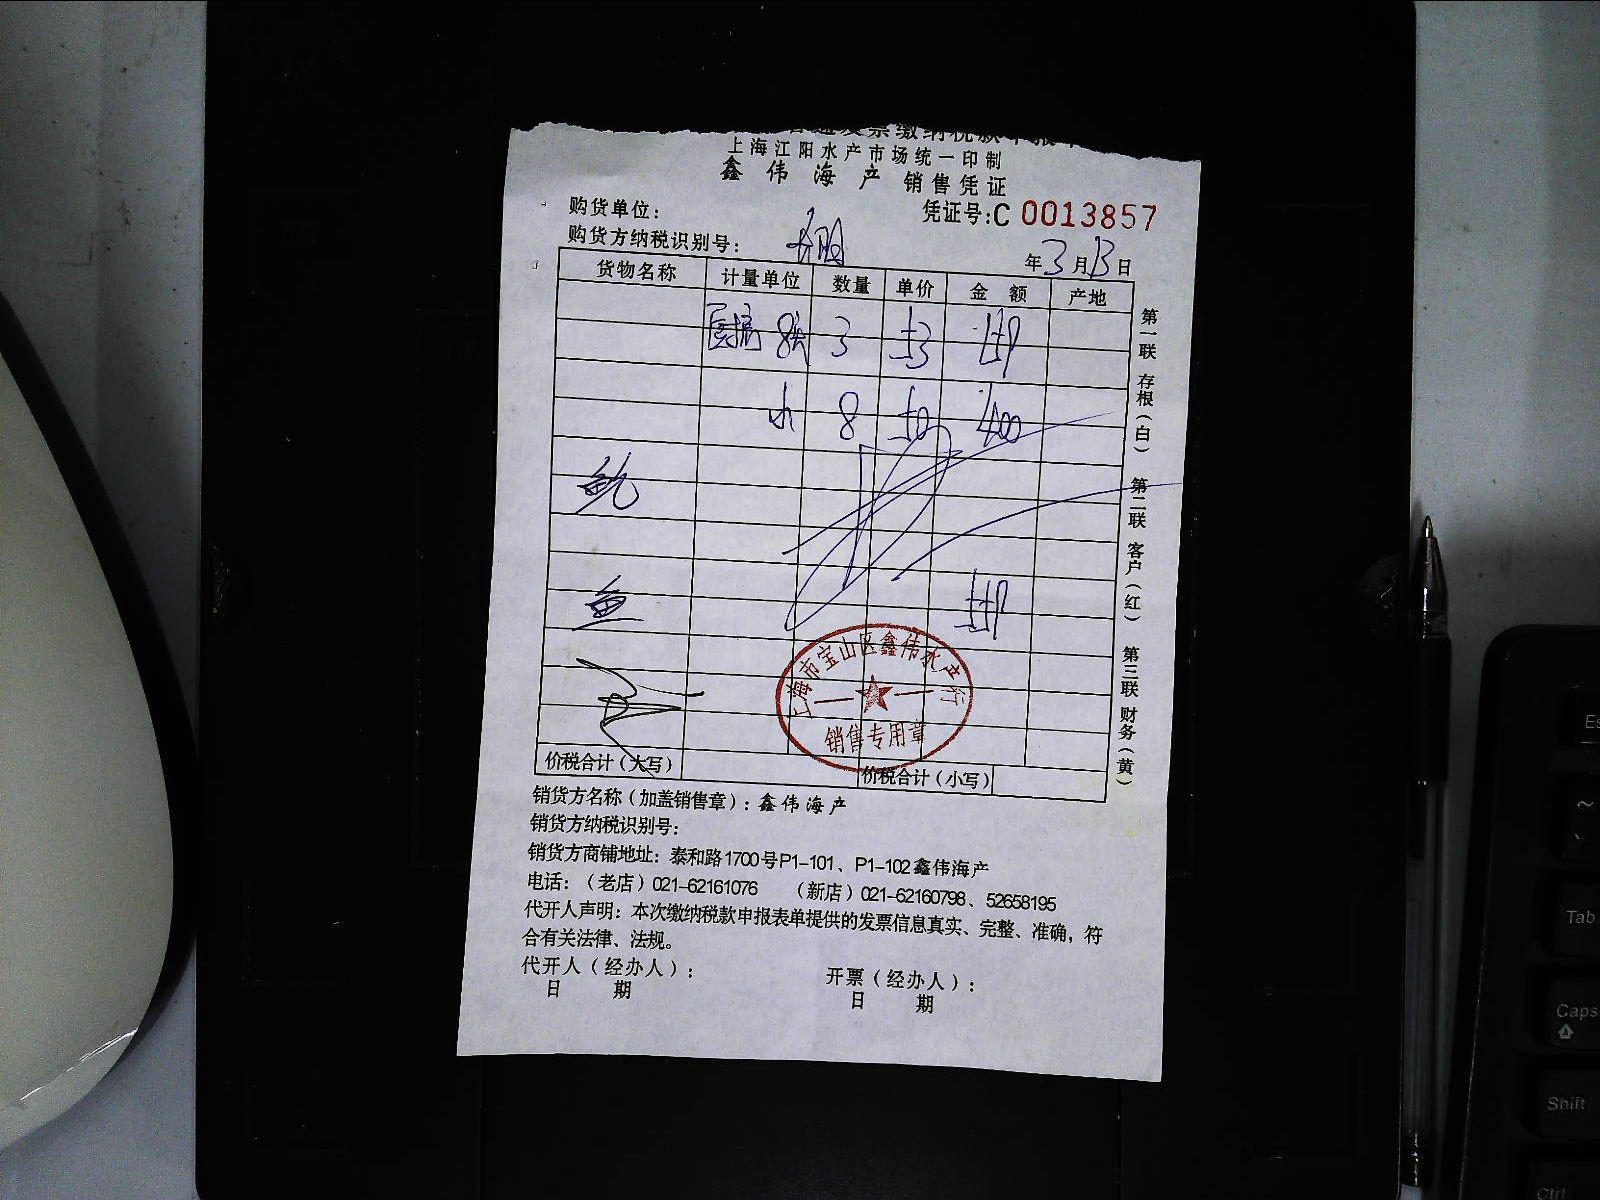 上海江阳水产市场统一印制
鑫伟海产 销售凭证
购货单位:
凭证号:C 0013857
购货方纳税识别号:
年3月13日
货物名称 计量单位 数量 单价 金额 产地
3
小 8 400
鲍
鱼
价税合计(大写) 价税合计(小写)
第一联 存根(白) 第二联 客户(红) 第三联 财务(黄)
上海市宝山区鑫伟水产行
销售专用章
销货方名称(加盖销售章):鑫伟海产
销货方纳税识别号:
销货方商铺地址:泰和路1700号P1-101、P1-102鑫伟海产
电话:(老店)021-62161076 (新店)021-62160798、52658195
代开人声明:本次缴纳税款申报表单提供的发票信息真实、完整、准确,符
合有关法律、法规。
代开人(经办人): 开票(经办人):
日 期 日 期
Tab
Caps
Shift
Ctrl